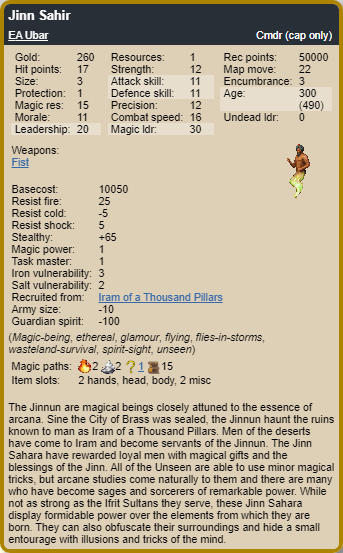 Jinn Sahir
EA Ubar Cmdr (cap only)
Gold: 260 Resources: 1 Rec points: 50000
Hit points: 17 Strength: 12 Map move: 22
Size: 3 Attack skill: 11 Encumbrance: 3
Protection: 1 Defence skill: 11 Age: 300
Magic res: 15 Precision: 12 (490)
Morale: 11 Combat speed: 16 Undead ldr: 0
Leadership: 20 Magic ldr: 30
Weapons:
Fist
Basecost: 10050
Resist fire: 25
Resist cold: -5
Resist shock: 5
Stealthy: +65
Magic power: 1
Task master: 1
Iron vulnerability: 3
Salt vulnerability: 2
Recruited from: Iram of a Thousand Pillars
Army size: -10
Guardian spirit: -100
(Magic-being, ethereal, glamour, flying, flies-in-storms,
wasteland-survival, spirit-sight, unseen)
Magic paths: 2 2 ?1 15
Item slots: 2 hands, head, body, 2 misc
The Jinnun are magical beings closely attuned to the essence of
arcana. Sine the City of Brass was sealed, the Jinnun haunt the ruins
known to man as Iram of a Thousand Pillars. Men of the deserts
have come to Iram and become servants of the Jinnun. The Jinn
Sahara have rewarded loyal men with magical gifts and the
blessings of the Jinn. All of the Unseen are able to use minor magical
tricks, but arcane studies come naturally to them and there are many
who have become sages and sorcerers of remarkable power. While
not as strong as the Ifrit Sultans they serve, these Jinn Sahara
display formidable power over the elements from which they are
born. They can also obfuscate their surroundings and hide a small
entourage with illusions and tricks of the mind.